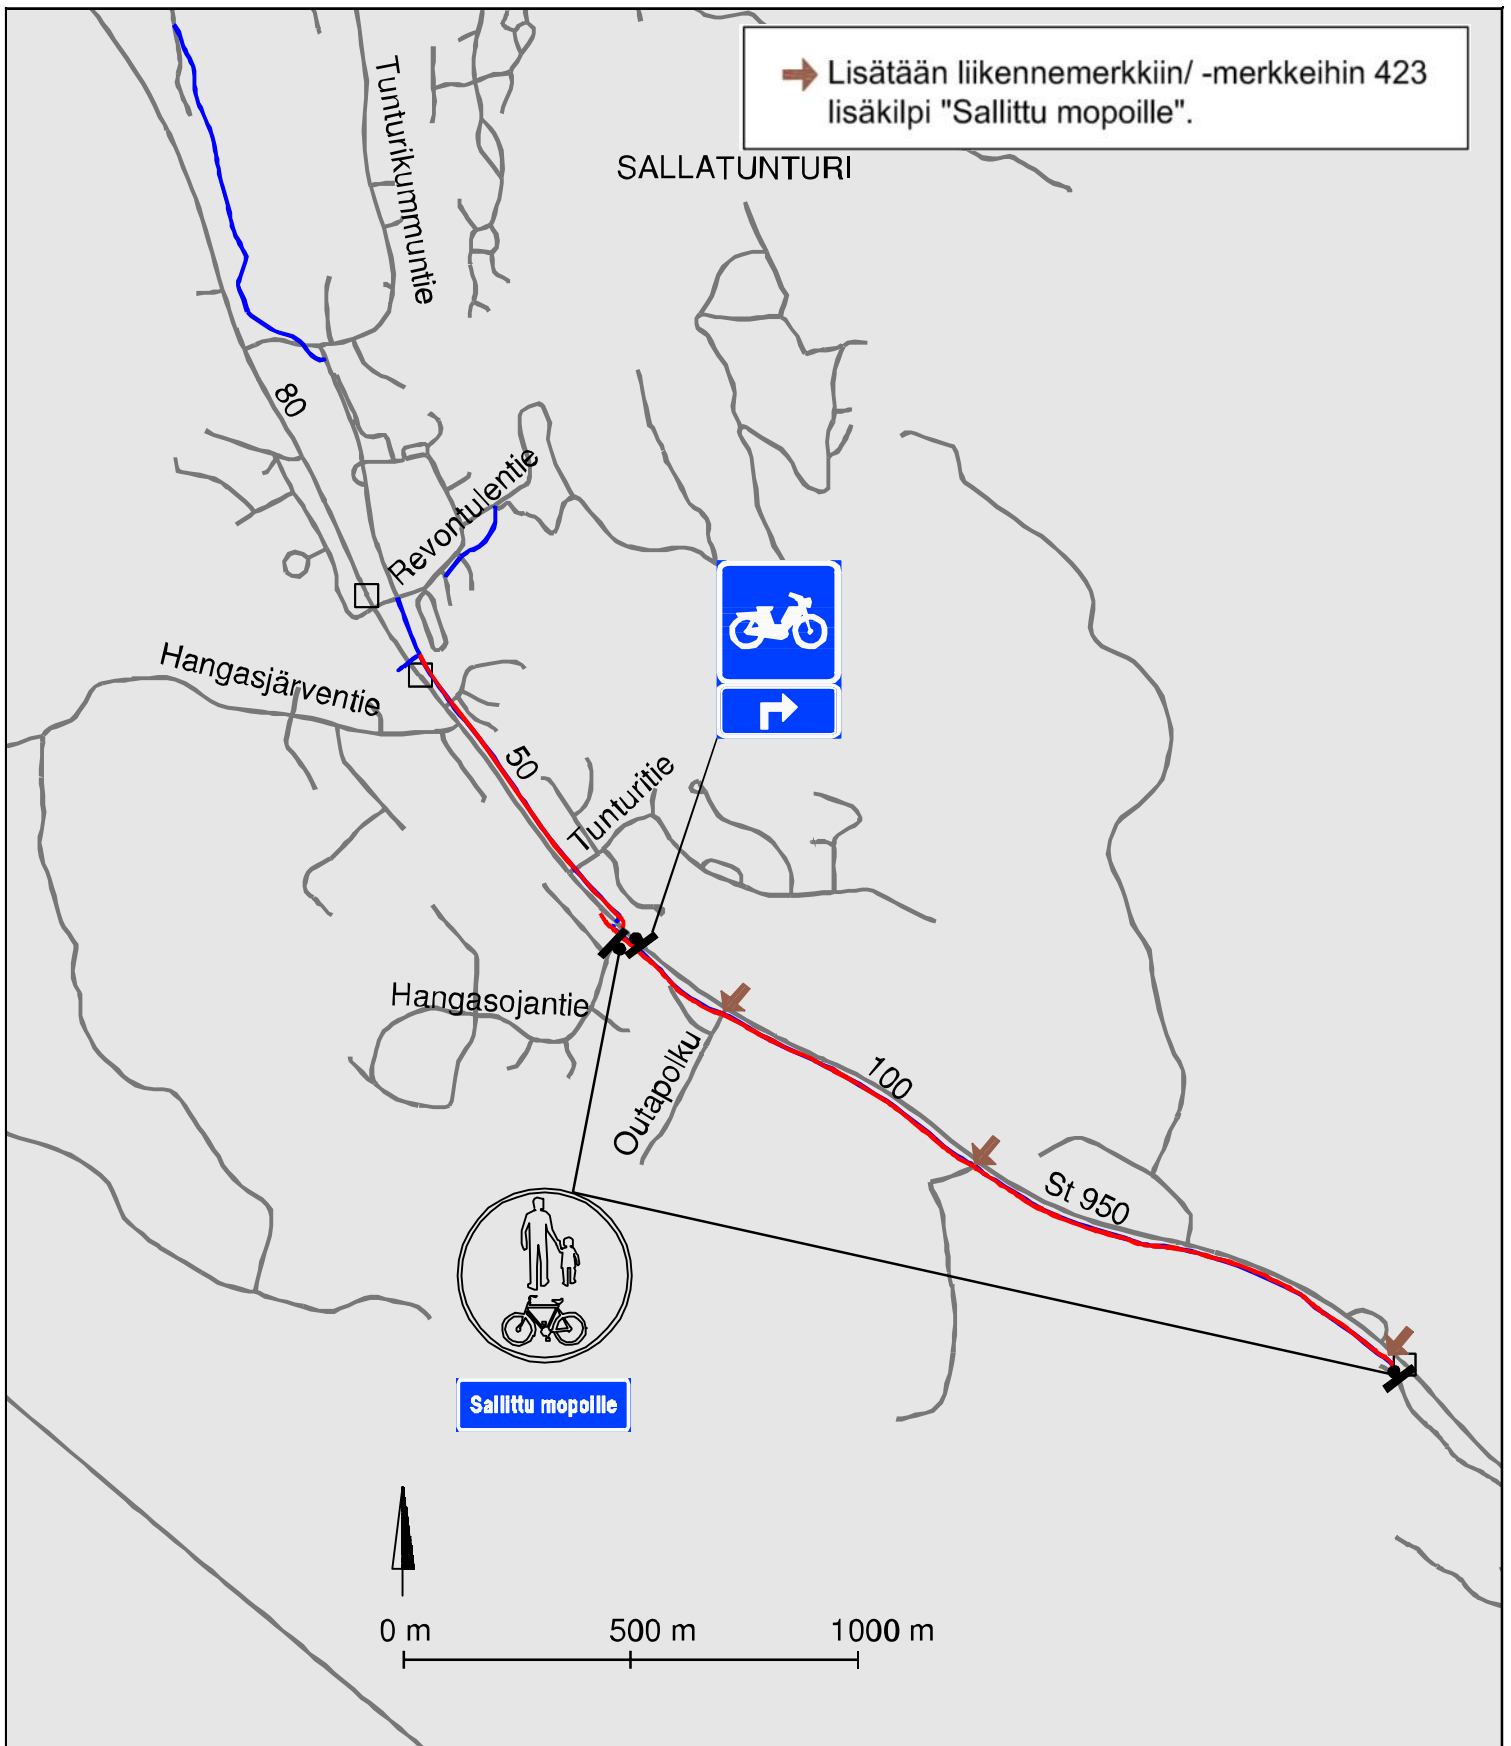 Lisätään liikennemerkkiin/ -merkkeihin 423
lisäkilpi "Sallittu mopoille".
SALLATUNTURI
Tunturikummuntie
80
Revontulentie
Hangasjärventie
50
Tunturitie
Hangasojantie
Outapolku
100
St 950
Sallittu mopoille
0 m
500 m
1000 m